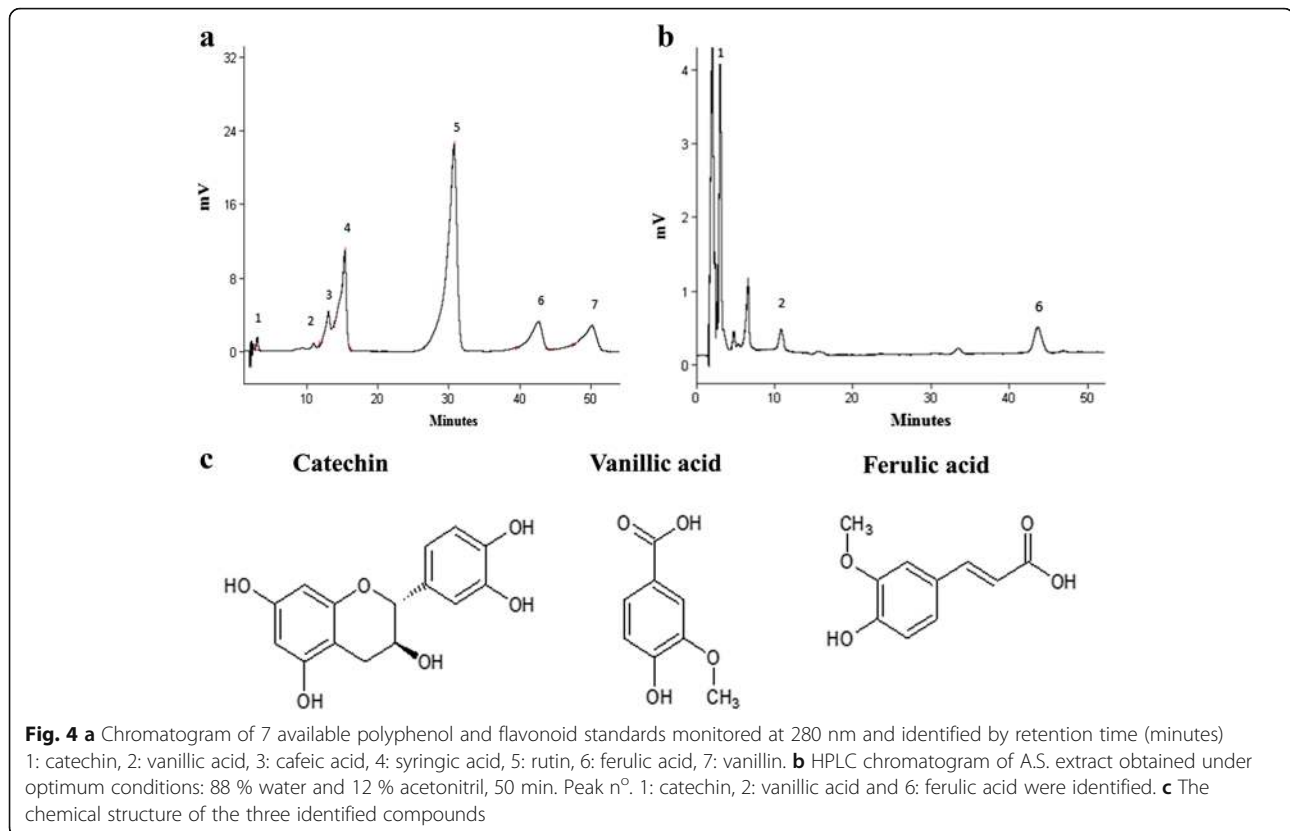 a
b
32
24
16
8
0
mV
1
2
3
4
5
6
7
10
20
30
40
50
Minutes
4
3
2
1
0
mV
1
2
6
0
10
20
30
40
50
Minutes
c
Catechin
Vanillic acid
Ferulic acid
OH
OH
HO
O
OH
OH
O
OH
O
CH3
OH
CH3
O
HO
O
OH
Fig. 4 a Chromatogram of 7 available polyphenol and flavonoid standards monitored at 280 nm and identified by retention time (minutes)
1: catechin, 2: vanillic acid, 3: cafeic acid, 4: syringic acid, 5: rutin, 6: ferulic acid, 7: vanillin. b HPLC chromatogram of A.S. extract obtained under
optimum conditions: 88 % water and 12 % acetonitril, 50 min. Peak nº. 1: catechin, 2: vanillic acid and 6: ferulic acid were identified. c The
chemical structure of the three identified compounds